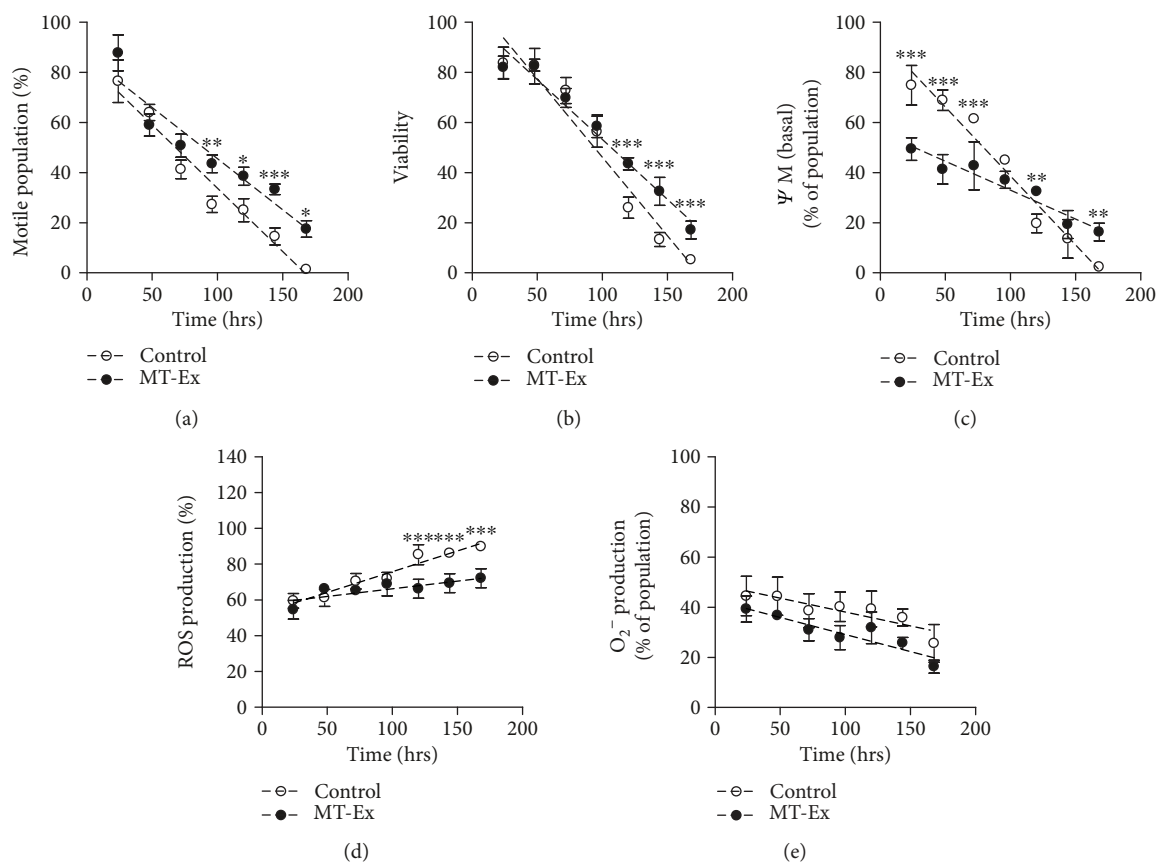 Motile population (%)
100
80
60
40
20
0
**
*
***
*
0 50 100 150 200
Time (hrs)
Control
MT-Ex
(a)
Viability
100
80
60
40
20
0
***
***
***
0 50 100 150 200
Time (hrs)
Control
MT-Ex
(b)
Ψ M (basal)
(% of population)
100
80
60
40
20
0
***
***
***
**
**
0 50 100 150 200
Time (hrs)
Control
MT-Ex
(c)
ROS production (%)
140
120
100
80
60
40
20
0
******
***
0 50 100 150 200
Time (hrs)
Control
MT-Ex
(d)
O₂⁻ production
(% of population)
100
80
60
40
20
0
0 50 100 150 200
Time (hrs)
Control
MT-Ex
(e)